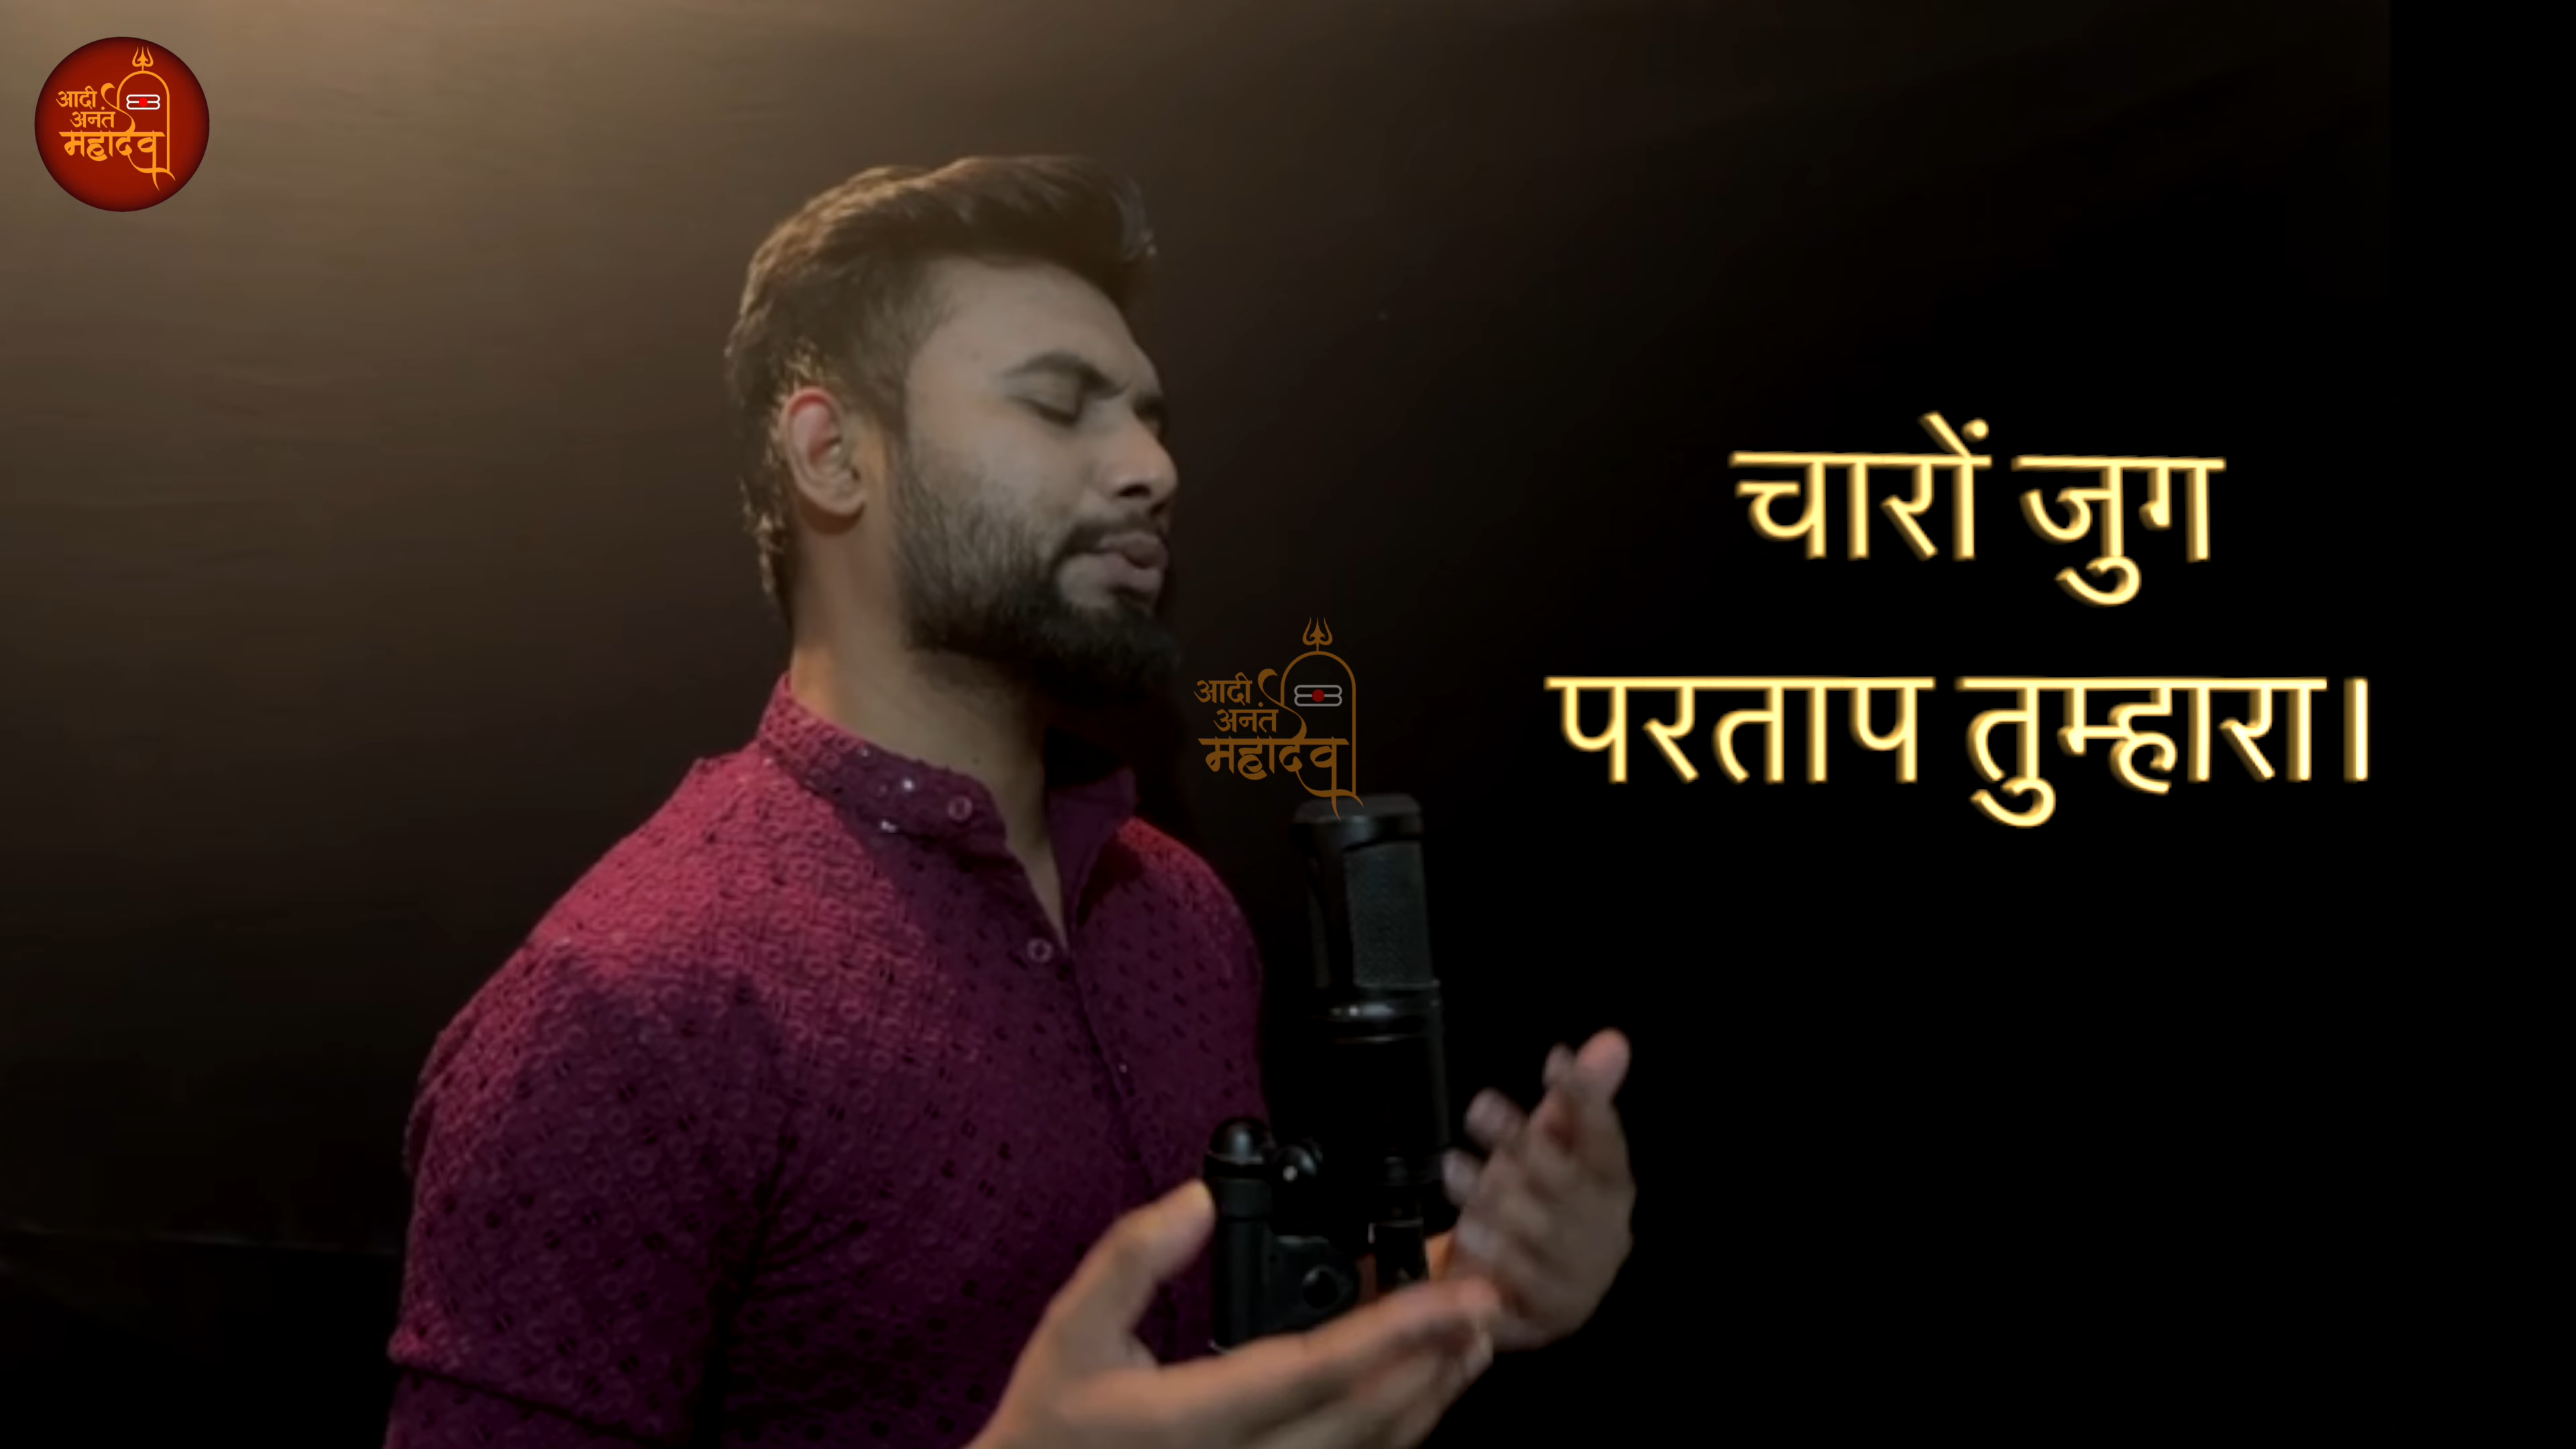 आदी
अनंत
महादेव
चारों जुग
परताप तुम्हारा।
आदी
अनंत
महादेव